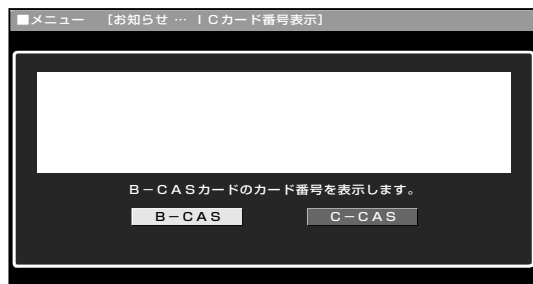 ■メニュー　[お知らせ … ＩＣカード番号表示]
Ｂ－ＣＡＳカードのカード番号を表示します。
Ｂ－ＣＡＳ　Ｃ－ＣＡＳ